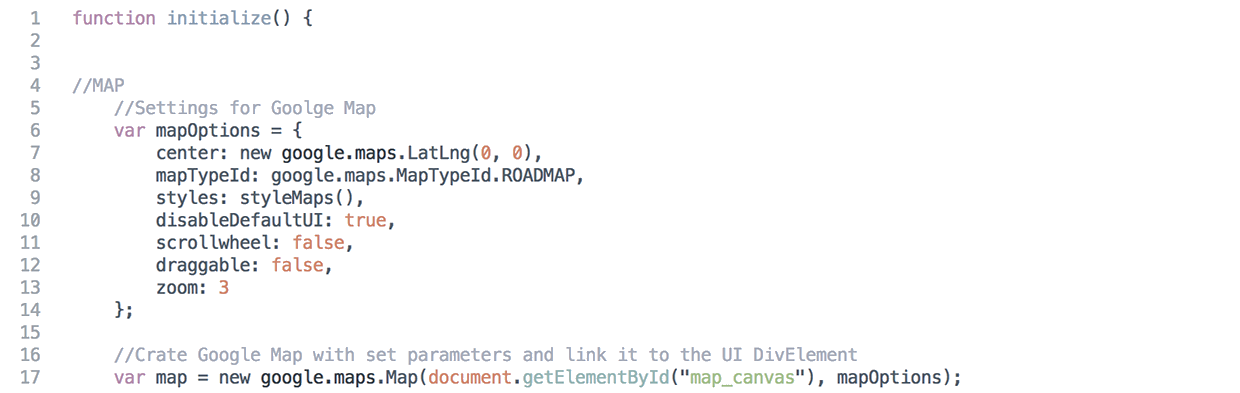 1 function initialize() {
2
3
4 //MAP
5 //Settings for Goolge Map
6 var mapOptions = {
7 center: new google.maps.LatLng(0, 0),
8 mapTypeId: google.maps.MapTypeId.ROADMAP,
9 styles: styleMaps(),
10 disableDefaultUI: true,
11 scrollwheel: false,
12 draggable: false,
13 zoom: 3
14 };
15
16 //Crate Google Map with set parameters and link it to the UI DivElement
17 var map = new google.maps.Map(document.getElementById("map_canvas"), mapOptions);